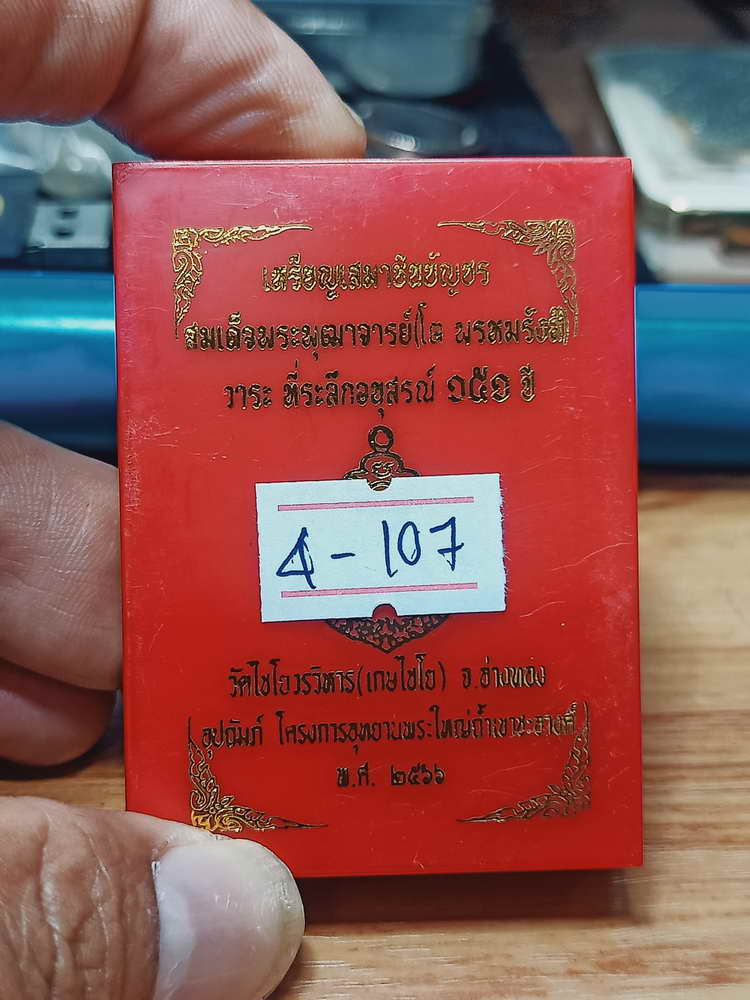 เหรียญเสมาชินบัญชร
สมเด็จพระพุฒาจารย์(โต พรหมรังสี)
วาระ ที่ระลึกอนุสรณ์ ๑๕๑ ปี
4-107
วัดไชโยวรวิหาร(เกษไชโย) จ.อ่างทอง
อุปถัมภ์ โครงการอุทยานพระใหญ่ถ้ำเขาชะอางค์
พ.ศ. ๒๕๖๖